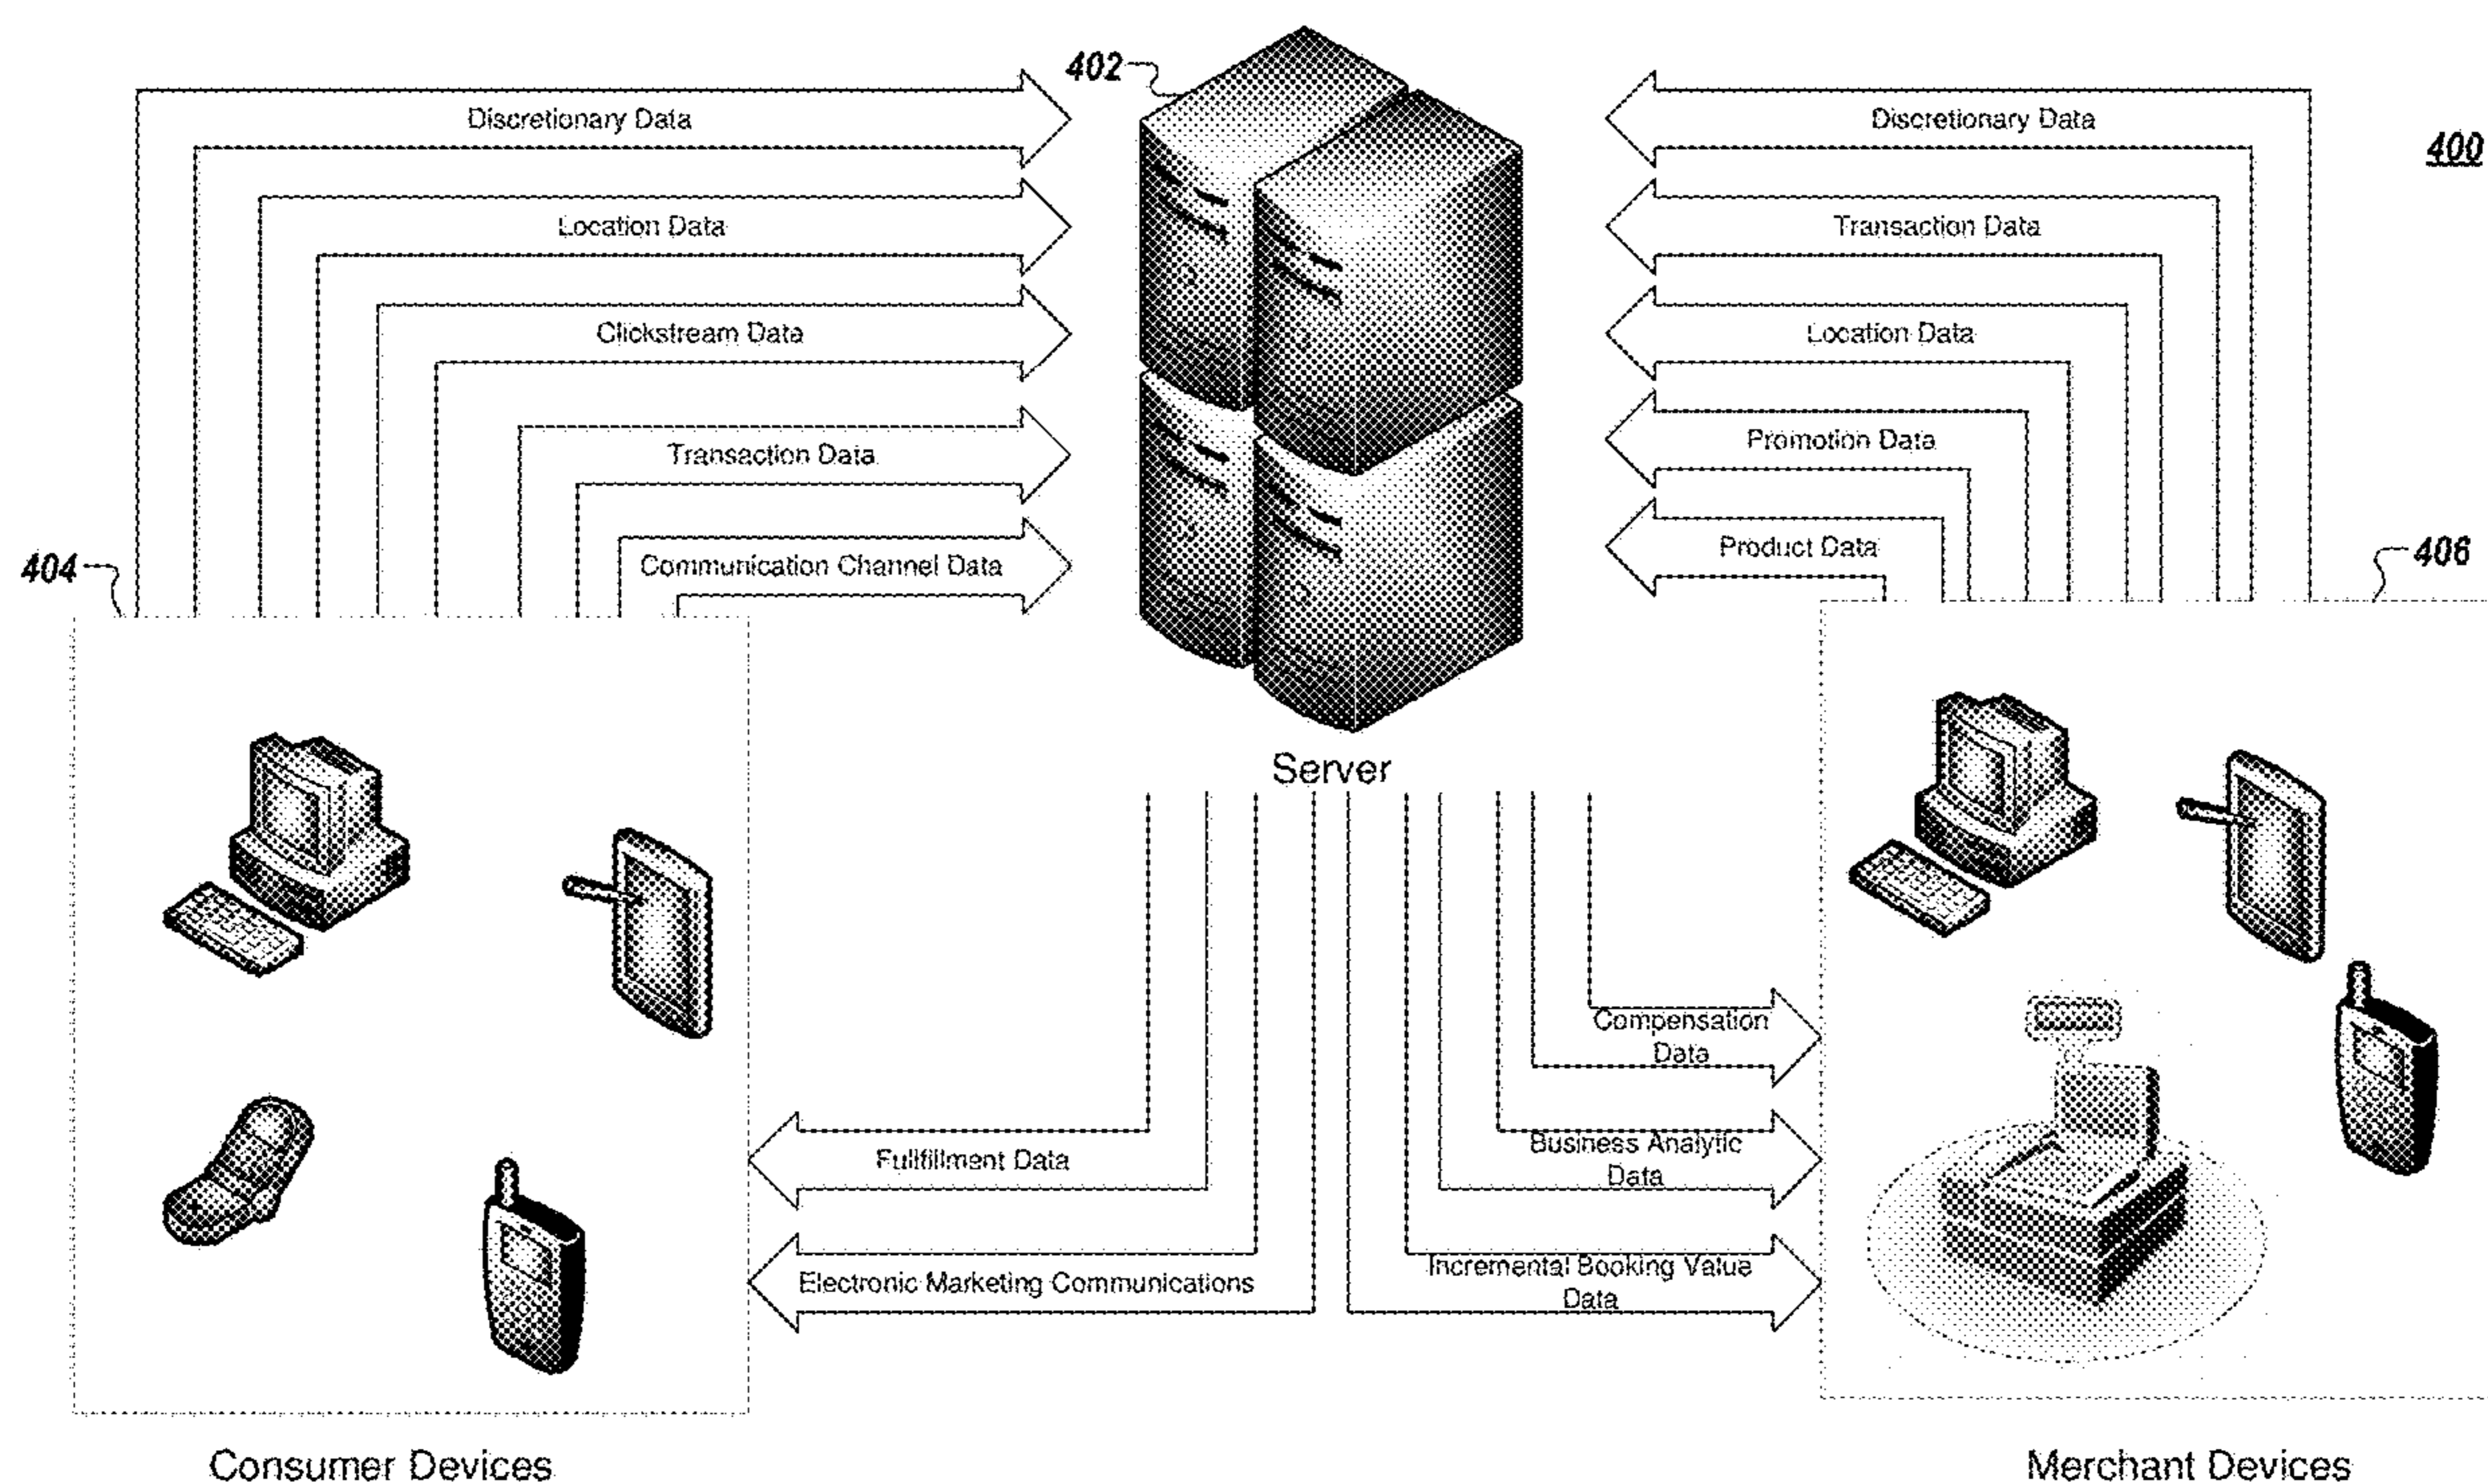 402
Discretionary Data
Discretionary Data
400
Location Data
Transaction Data
Clickstream Data
Location Data
Transaction Data
Promotion Data
Communication Channel Data
Product Data
404
406
Server
Compensation
Data
Fullfillment Data
Business Analytic
Data
Electronic Marketing Communications
Incremental Booking Value
Data
Consumer Devices
Merchant Devices